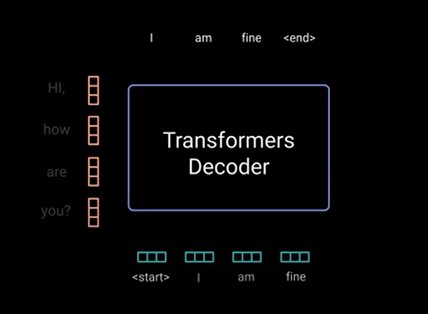 I am fine <end>
HI,
how
are
you?
Transformers
Decoder
<start> I am fine